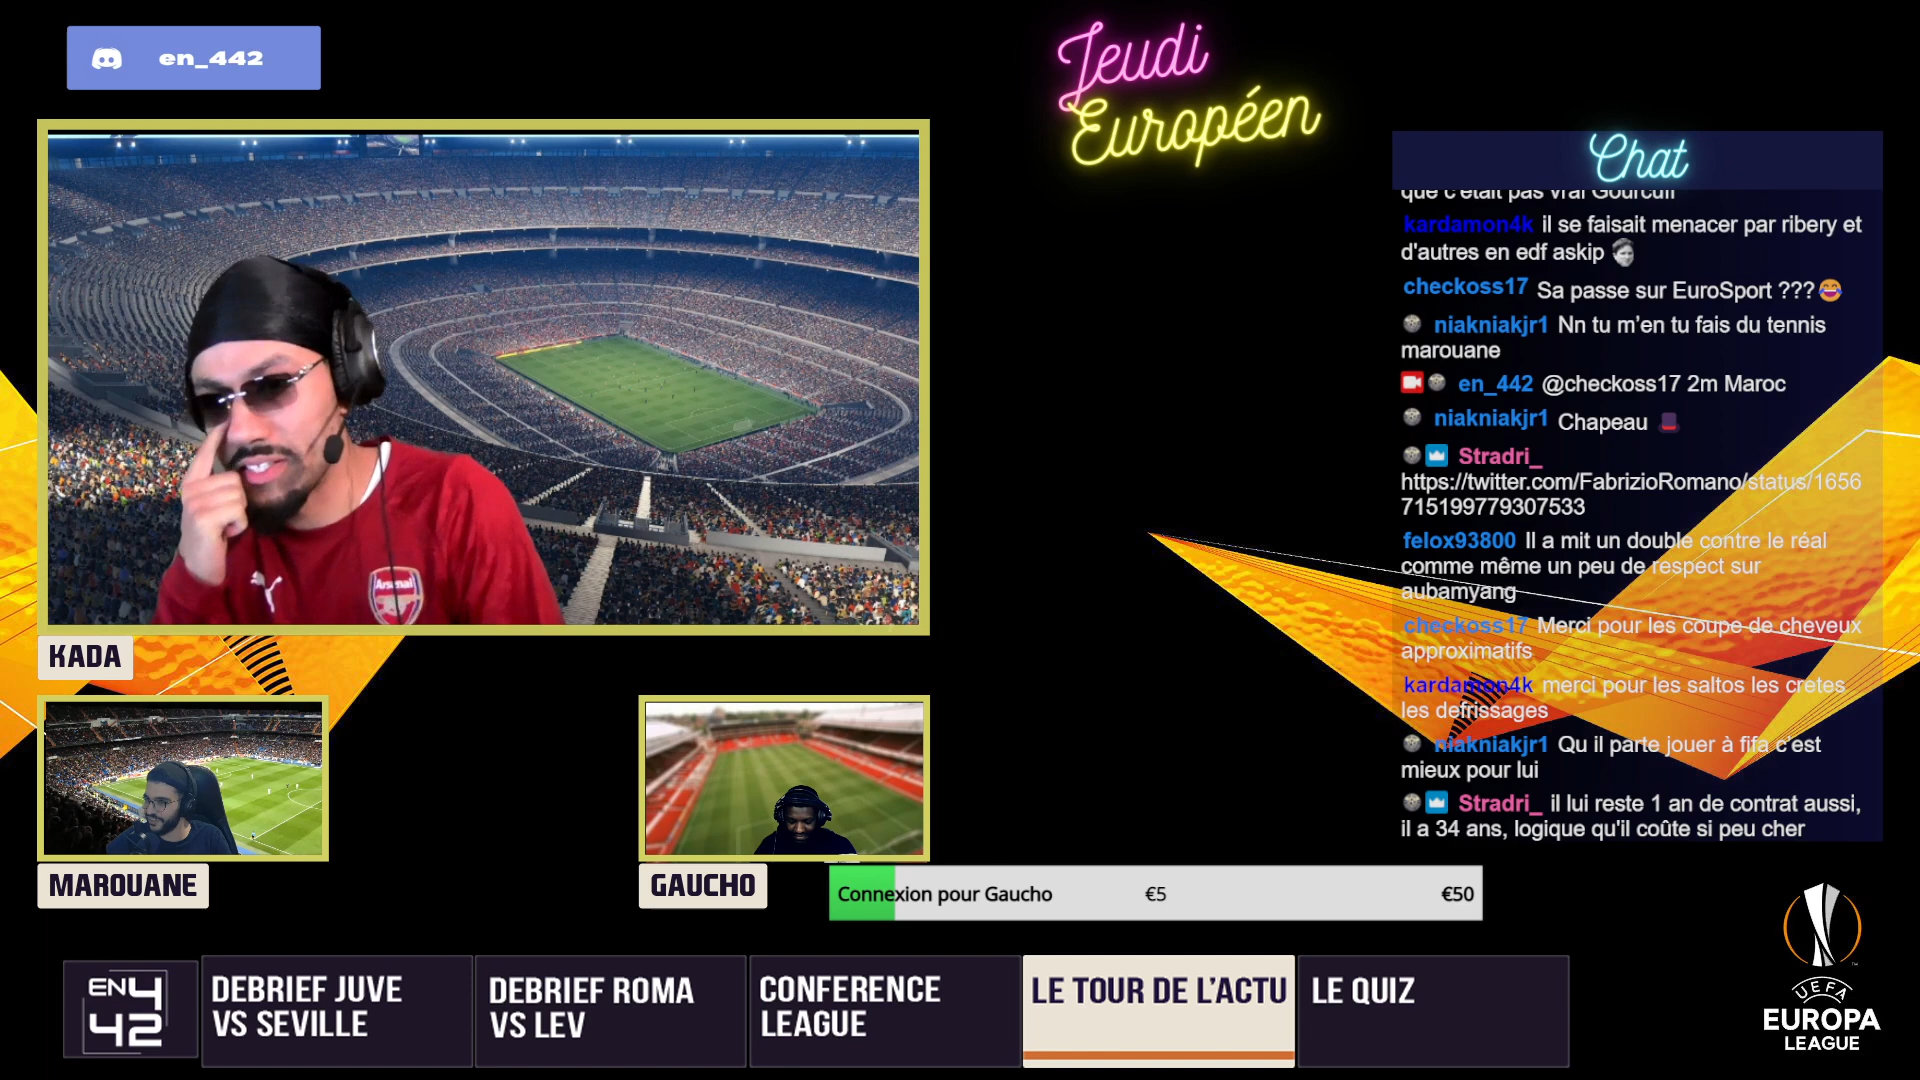 en_442
Jeudi
Européen
Chat
que c'était pas vrai Gourcuff
kardamon4k il se faisait menacer par ribery et
d'autres en edf askip
checkoss17 Sa passe sur EuroSport ???😂
niakniakjr1 Nn tu m'en tu fais du tennis
marouane
en_442 @checkoss17 2m Maroc
niakniakjr1 Chapeau 🎩
Stradri_
https://twitter.com/FabrizioRomano/status/1656
715199779307533
felox93800 Il a mit un double contre le réal
comme même un peu de respect sur
aubamyang
checkoss17 Merci pour les coupe de cheveux
approximatifs
kardamon4k merci pour les saltos les cretes
les defrissages
niakniakjr1 Qu il parte jouer à fifa c'est
mieux pour lui
Stradri_ il lui reste 1 an de contrat aussi,
il a 34 ans, logique qu'il coûte si peu cher
Arsenal
KADA
MAROUANE
GAUCHO
Connexion pour Gaucho €5 €50
EN 4
42
DEBRIEF JUVE
VS SEVILLE
DEBRIEF ROMA
VS LEV
CONFERENCE
LEAGUE
LE TOUR DE L'ACTU
LE QUIZ
UEFA
EUROPA
LEAGUE